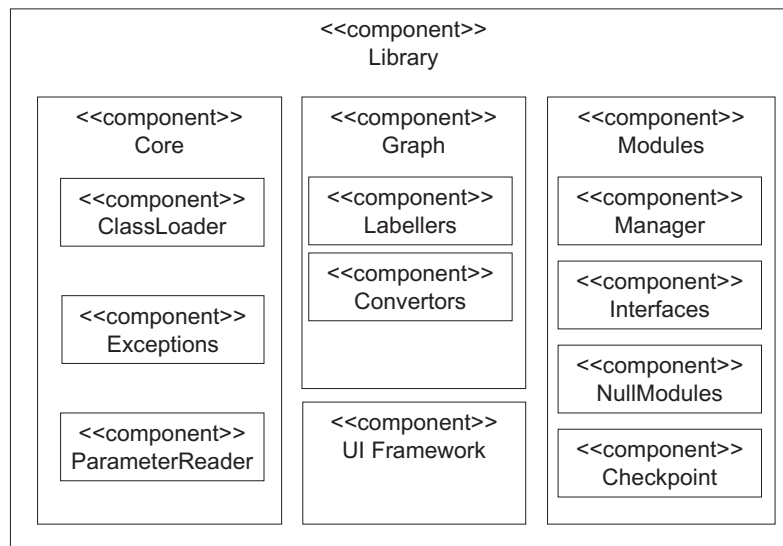 <<component>>
Library
<<component>>
Core
<<component>>
ClassLoader
<<component>>
Exceptions
<<component>>
ParameterReader
<<component>>
Graph
<<component>>
Labellers
<<component>>
Convertors
<<component>>
UI Framework
<<component>>
Modules
<<component>>
Manager
<<component>>
Interfaces
<<component>>
NullModules
<<component>>
Checkpoint